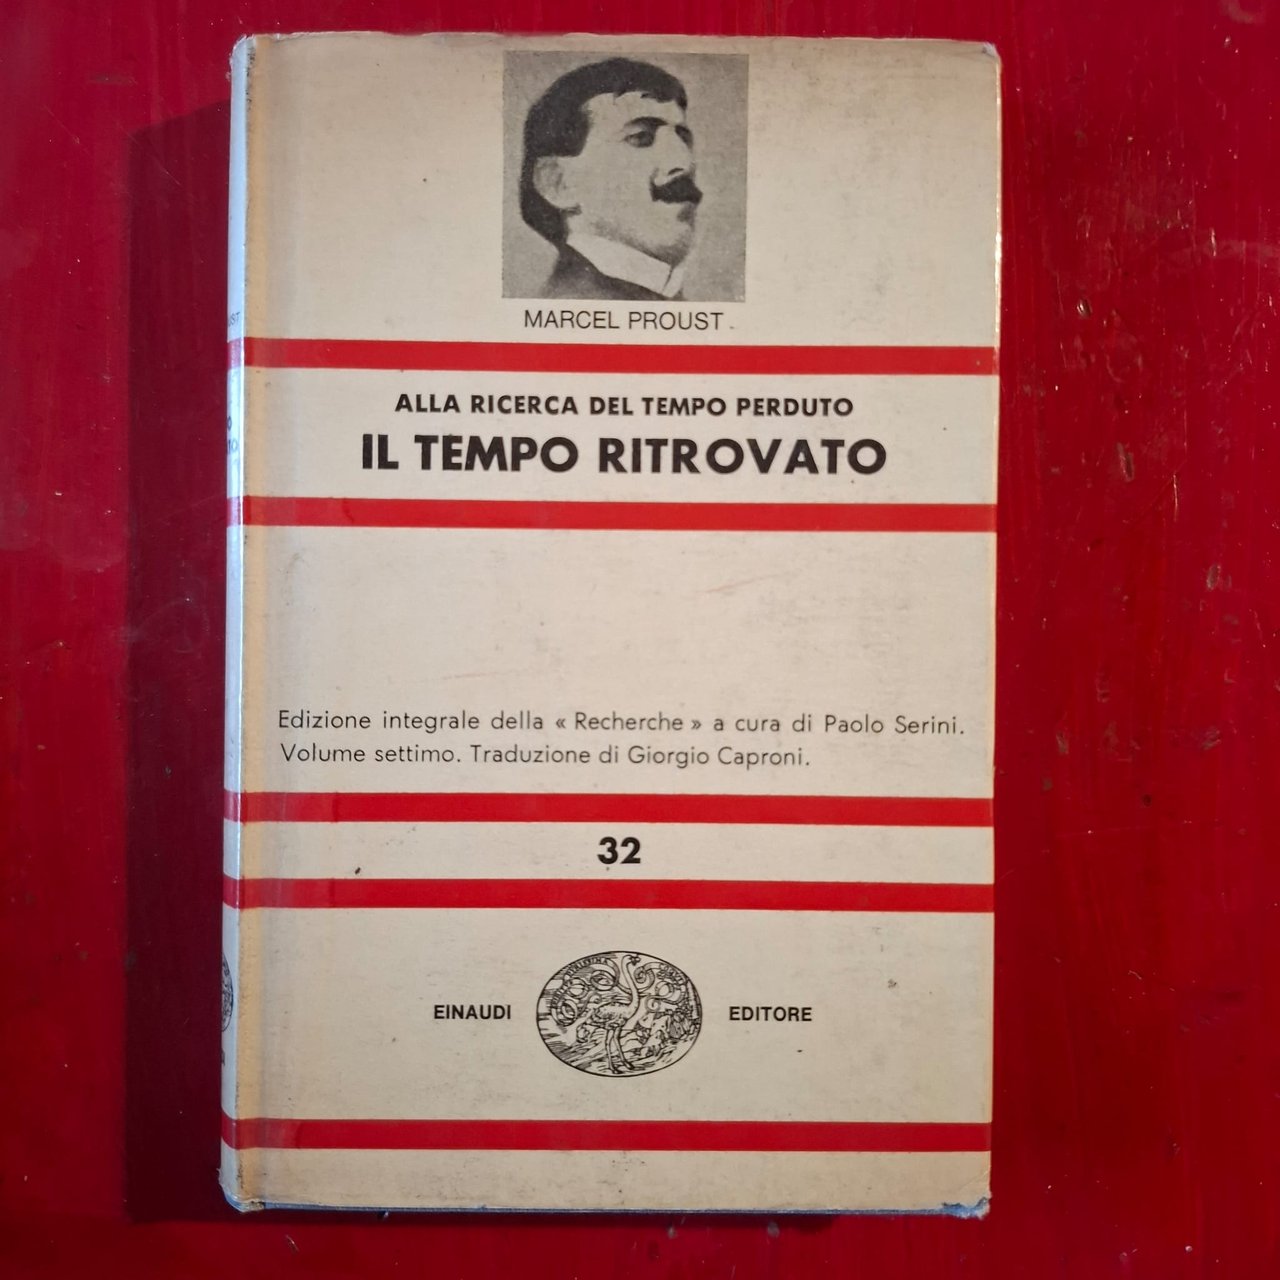 MARCEL PROUST
ALLA RICERCA DEL TEMPO PERDUTO
IL TEMPO RITROVATO
Edizione integrale della « Recherche » a cura di Paolo Serini.
Volume settimo. Traduzione di Giorgio Caproni.
32
EINAUDI EDITORE